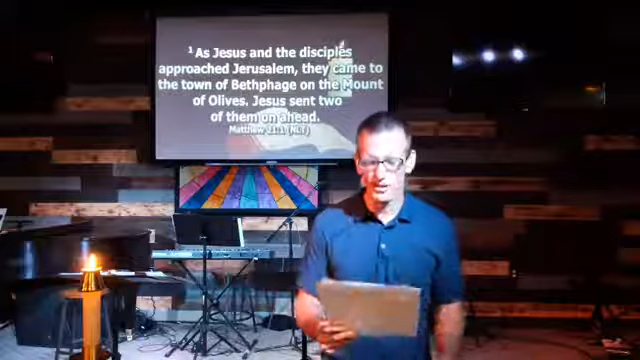 ¹ As Jesus and the disciples
approached Jerusalem, they came to
the town of Bethphage on the Mount
of Olives. Jesus sent two
of them on ahead.
Matthew 21:1 (NLT)